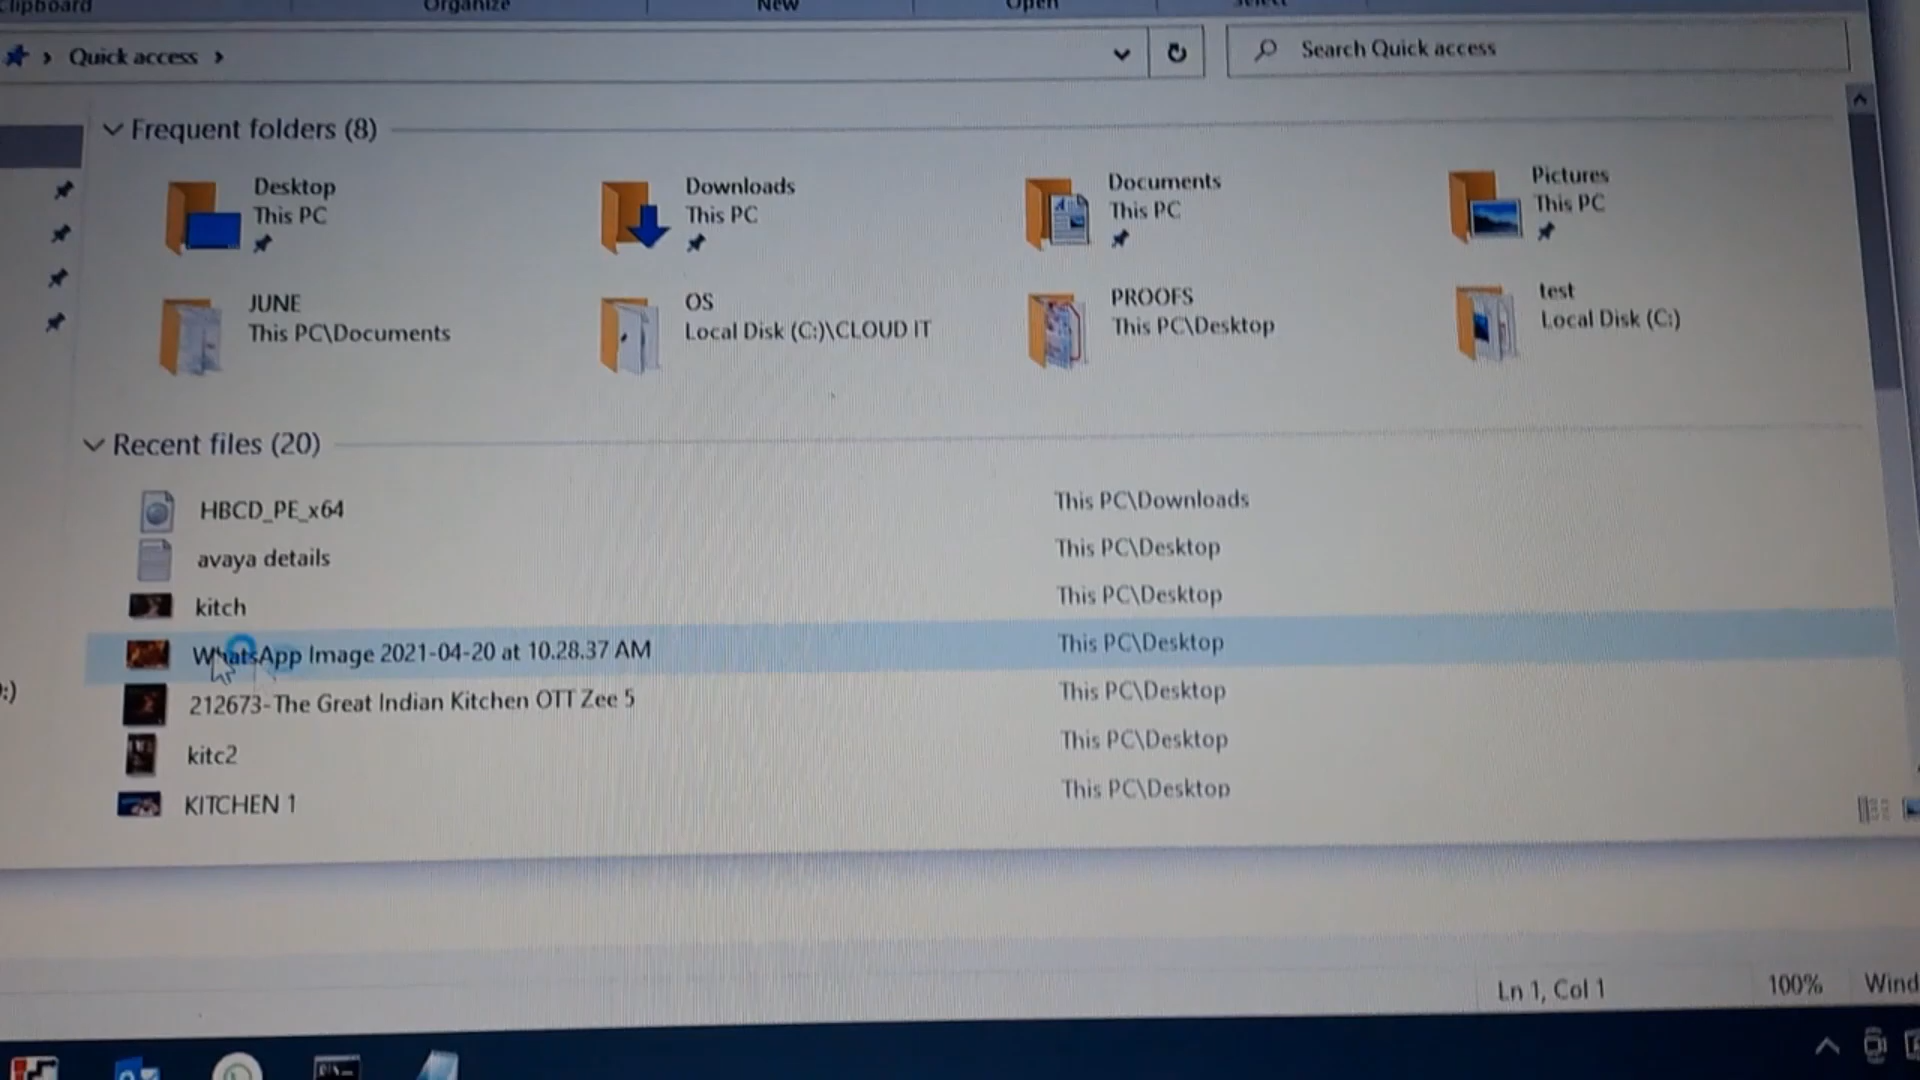 Clipboard
Organize
New
Open
Select
Quick access
Search Quick access
Frequent folders (8)
Desktop
This PC
Downloads
This PC
Documents
This PC
Pictures
This PC
JUNE
This PC\Documents
OS
Local Disk (C:)\CLOUD IT
PROOFS
This PC\Desktop
test
Local Disk (C:)
Recent files (20)
HBCD_PE_x64 This PC\Downloads
avaya details This PC\Desktop
kitch This PC\Desktop
WhatsApp Image 2021-04-20 at 10.28.37 AM This PC\Desktop
212673-The Great Indian Kitchen OTT Zee 5 This PC\Desktop
kitc2 This PC\Desktop
KITCHEN 1 This PC\Desktop
:)
Ln 1, Col 1
100%
Wind